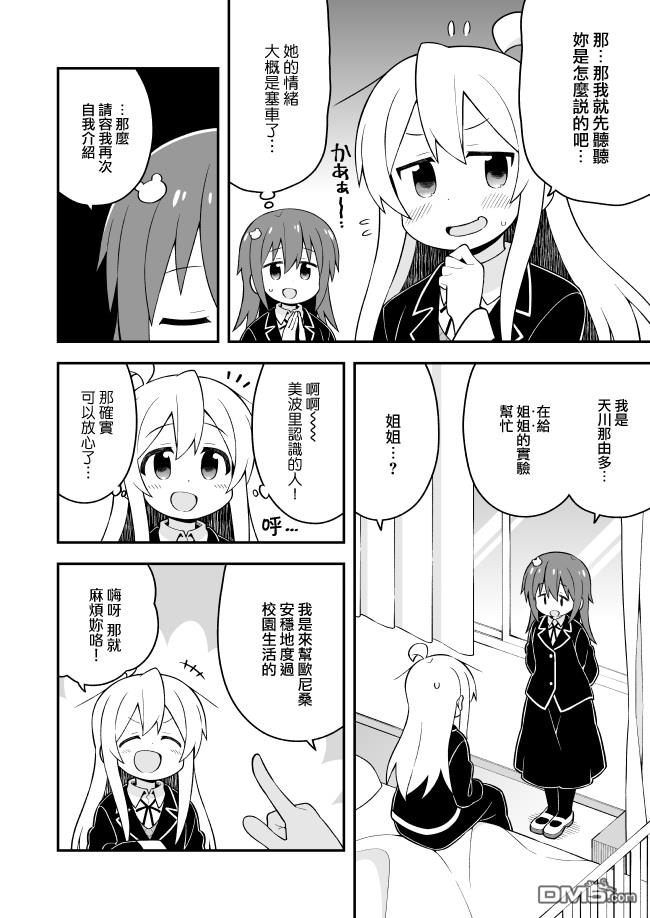 那…那我就先聽聽
妳是怎麼説的吧…
她的情緒
大概是塞車了…
かあぁ〜〜
…那麼
請容我再次
自我介紹
我是
天川那由多…
在給
姐姐的實驗
幫忙
姐姐…?
啊啊〜〜〜
美波里認識的人!
那確實
可以放心了…
呼…
我是來幫歐尼桑
安穩地度過
校園生活的
嗨呀 那就
麻煩妳咯!
DM5.com